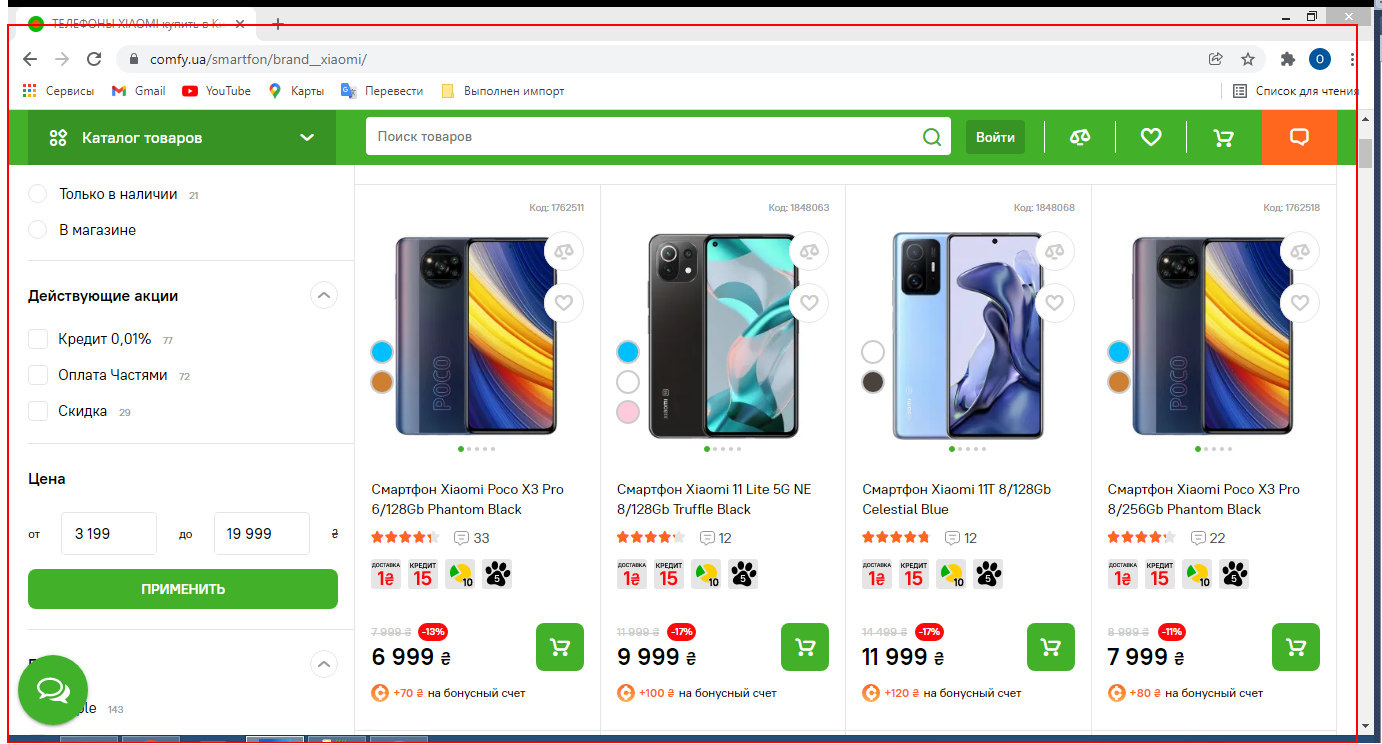 ТЕЛЕФОНЫ XIAOMI купить в Ки
comfy.ua/smartfon/brand__xiaomi/
О
Сервисы Gmail YouTube Карты Перевести Выполнен импорт Список для чтения
Каталог товаров
Поиск товаров
Войти
Только в наличии 21
В магазине
Действующие акции
Кредит 0,01% 77
Оплата Частями 72
Скидка 29
Цена
от 3 199 до 19 999 ₴
ПРИМЕНИТЬ
ple 143
Код: 1762511
POCO
Смартфон Xiaomi Poco X3 Pro
6/128Gb Phantom Black
33
ДОСТАВКА 1₴ КРЕДИТ 15 10 5
7 999 ₴ -13%
6 999 ₴
+70 ₴ на бонусный счет
Код: 1848063
xiaomi
Смартфон Xiaomi 11 Lite 5G NE
8/128Gb Truffle Black
12
ДОСТАВКА 1₴ КРЕДИТ 15 10 5
11 999 ₴ -17%
9 999 ₴
+100 ₴ на бонусный счет
Код: 1848068
Смартфон Xiaomi 11T 8/128Gb
Celestial Blue
12
ДОСТАВКА 1₴ КРЕДИТ 15 10 5
14 499 ₴ -17%
11 999 ₴
+120 ₴ на бонусный счет
Код: 1762518
POCO
Смартфон Xiaomi Poco X3 Pro
8/256Gb Phantom Black
22
ДОСТАВКА 1₴ КРЕДИТ 15 10 5
8 999 ₴ -11%
7 999 ₴
+80 ₴ на бонусный счет